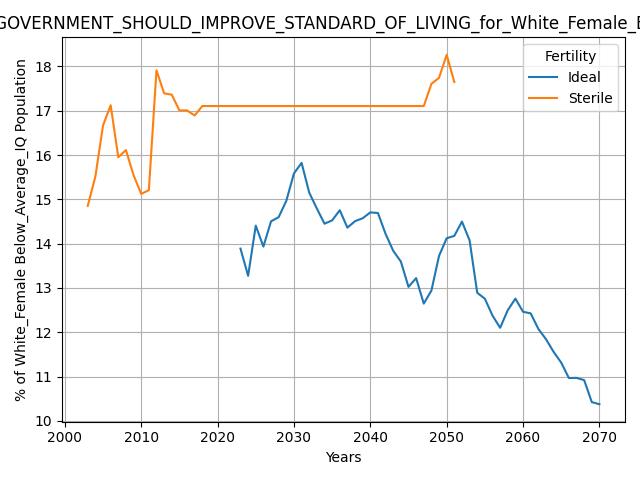 GOVERNMENT_SHOULD_IMPROVE_STANDARD_OF_LIVING_for_White_Female_
% of White_Female Below_Average_IQ Population
18
17
16
15
14
13
12
11
10
Fertility
Ideal
Sterile
2000 2010 2020 2030 2040 2050 2060 2070
Years